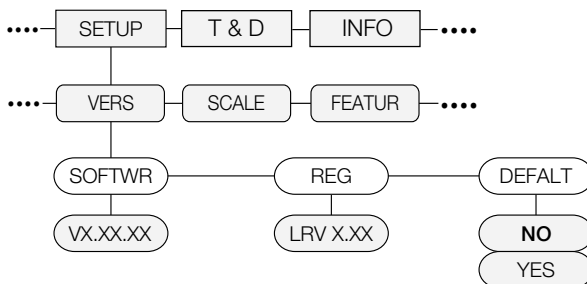 •••• SETUP T & D INFO ••••
•••• VERS SCALE FEATUR ••••
SOFTWR REG DEFALT
VX.XX.XX LRV X.XX NO
YES